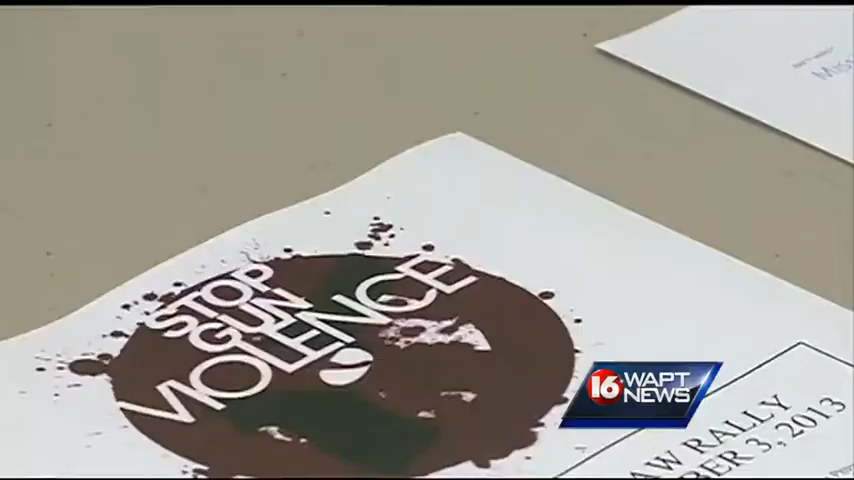 STOP
GUN
VIOLENCE
16 WAPT
NEWS
AW RALLY
BER 3, 2013